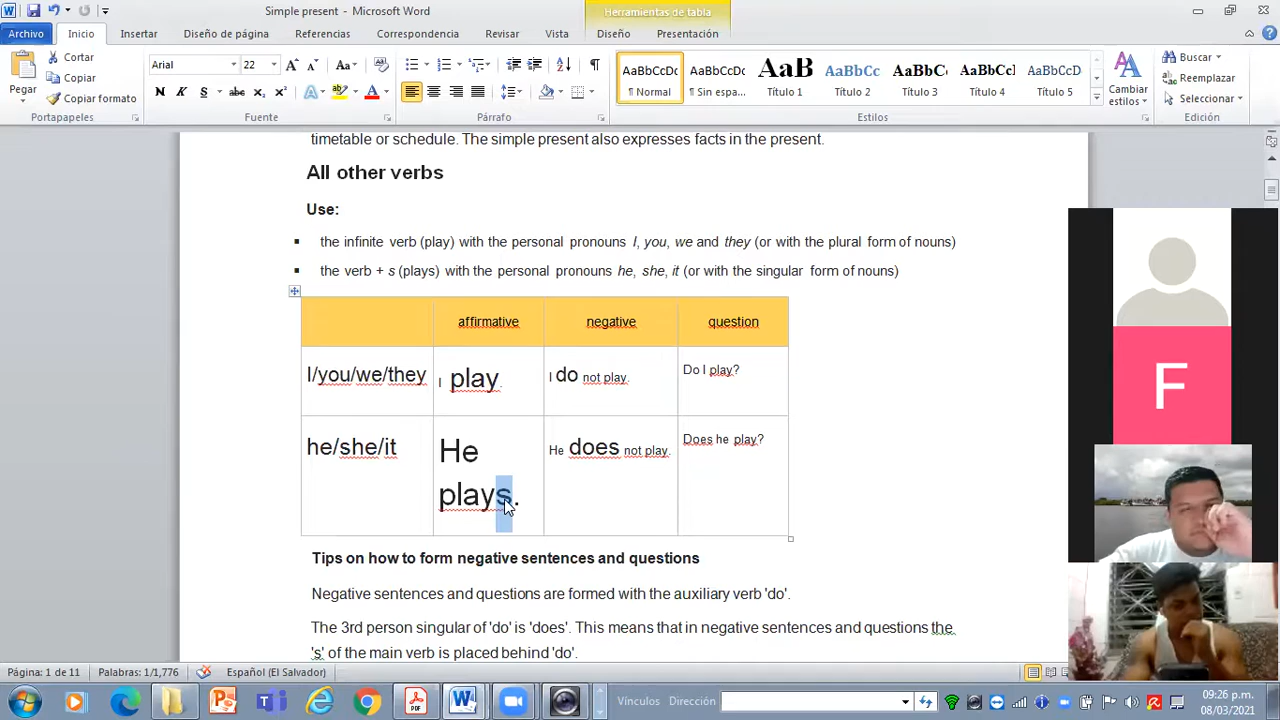 Simple present - Microsoft Word
Herramientas de tabla
Archivo Inicio Insertar Diseño de página Referencias Correspondencia Revisar Vista Diseño Presentación
Pegar
Cortar
Copiar
Copiar formato
Portapapeles
Arial 22
Fuente
Párrafo
AaBbCcDc AaBbCcDc AaB AaBbCc AaBbC AaBbCcI AaBbCcD
¶ Normal ¶ Sin espa... Título 1 Título 2 Título 3 Título 4 Título 5
Cambiar estilos
Estilos
Buscar
Reemplazar
Seleccionar
Edición
timetable or schedule. The simple present also expresses facts in the present.
All other verbs
Use:
▪ the infinite verb (play) with the personal pronouns I, you, we and they (or with the plural form of nouns)
▪ the verb + s (plays) with the personal pronouns he, she, it (or with the singular form of nouns)
affirmative negative question
I/you/we/they I play. I do not play. Do I play?
he/she/it He plays. He does not play. Does he play?
Tips on how to form negative sentences and questions
Negative sentences and questions are formed with the auxiliary verb 'do'.
The 3rd person singular of 'do' is 'does'. This means that in negative sentences and questions the
's' of the main verb is placed behind 'do'.
F
Página: 1 de 11 Palabras: 1/1,776 Español (El Salvador)
Vínculos Dirección
09:26 p.m.
08/03/2021